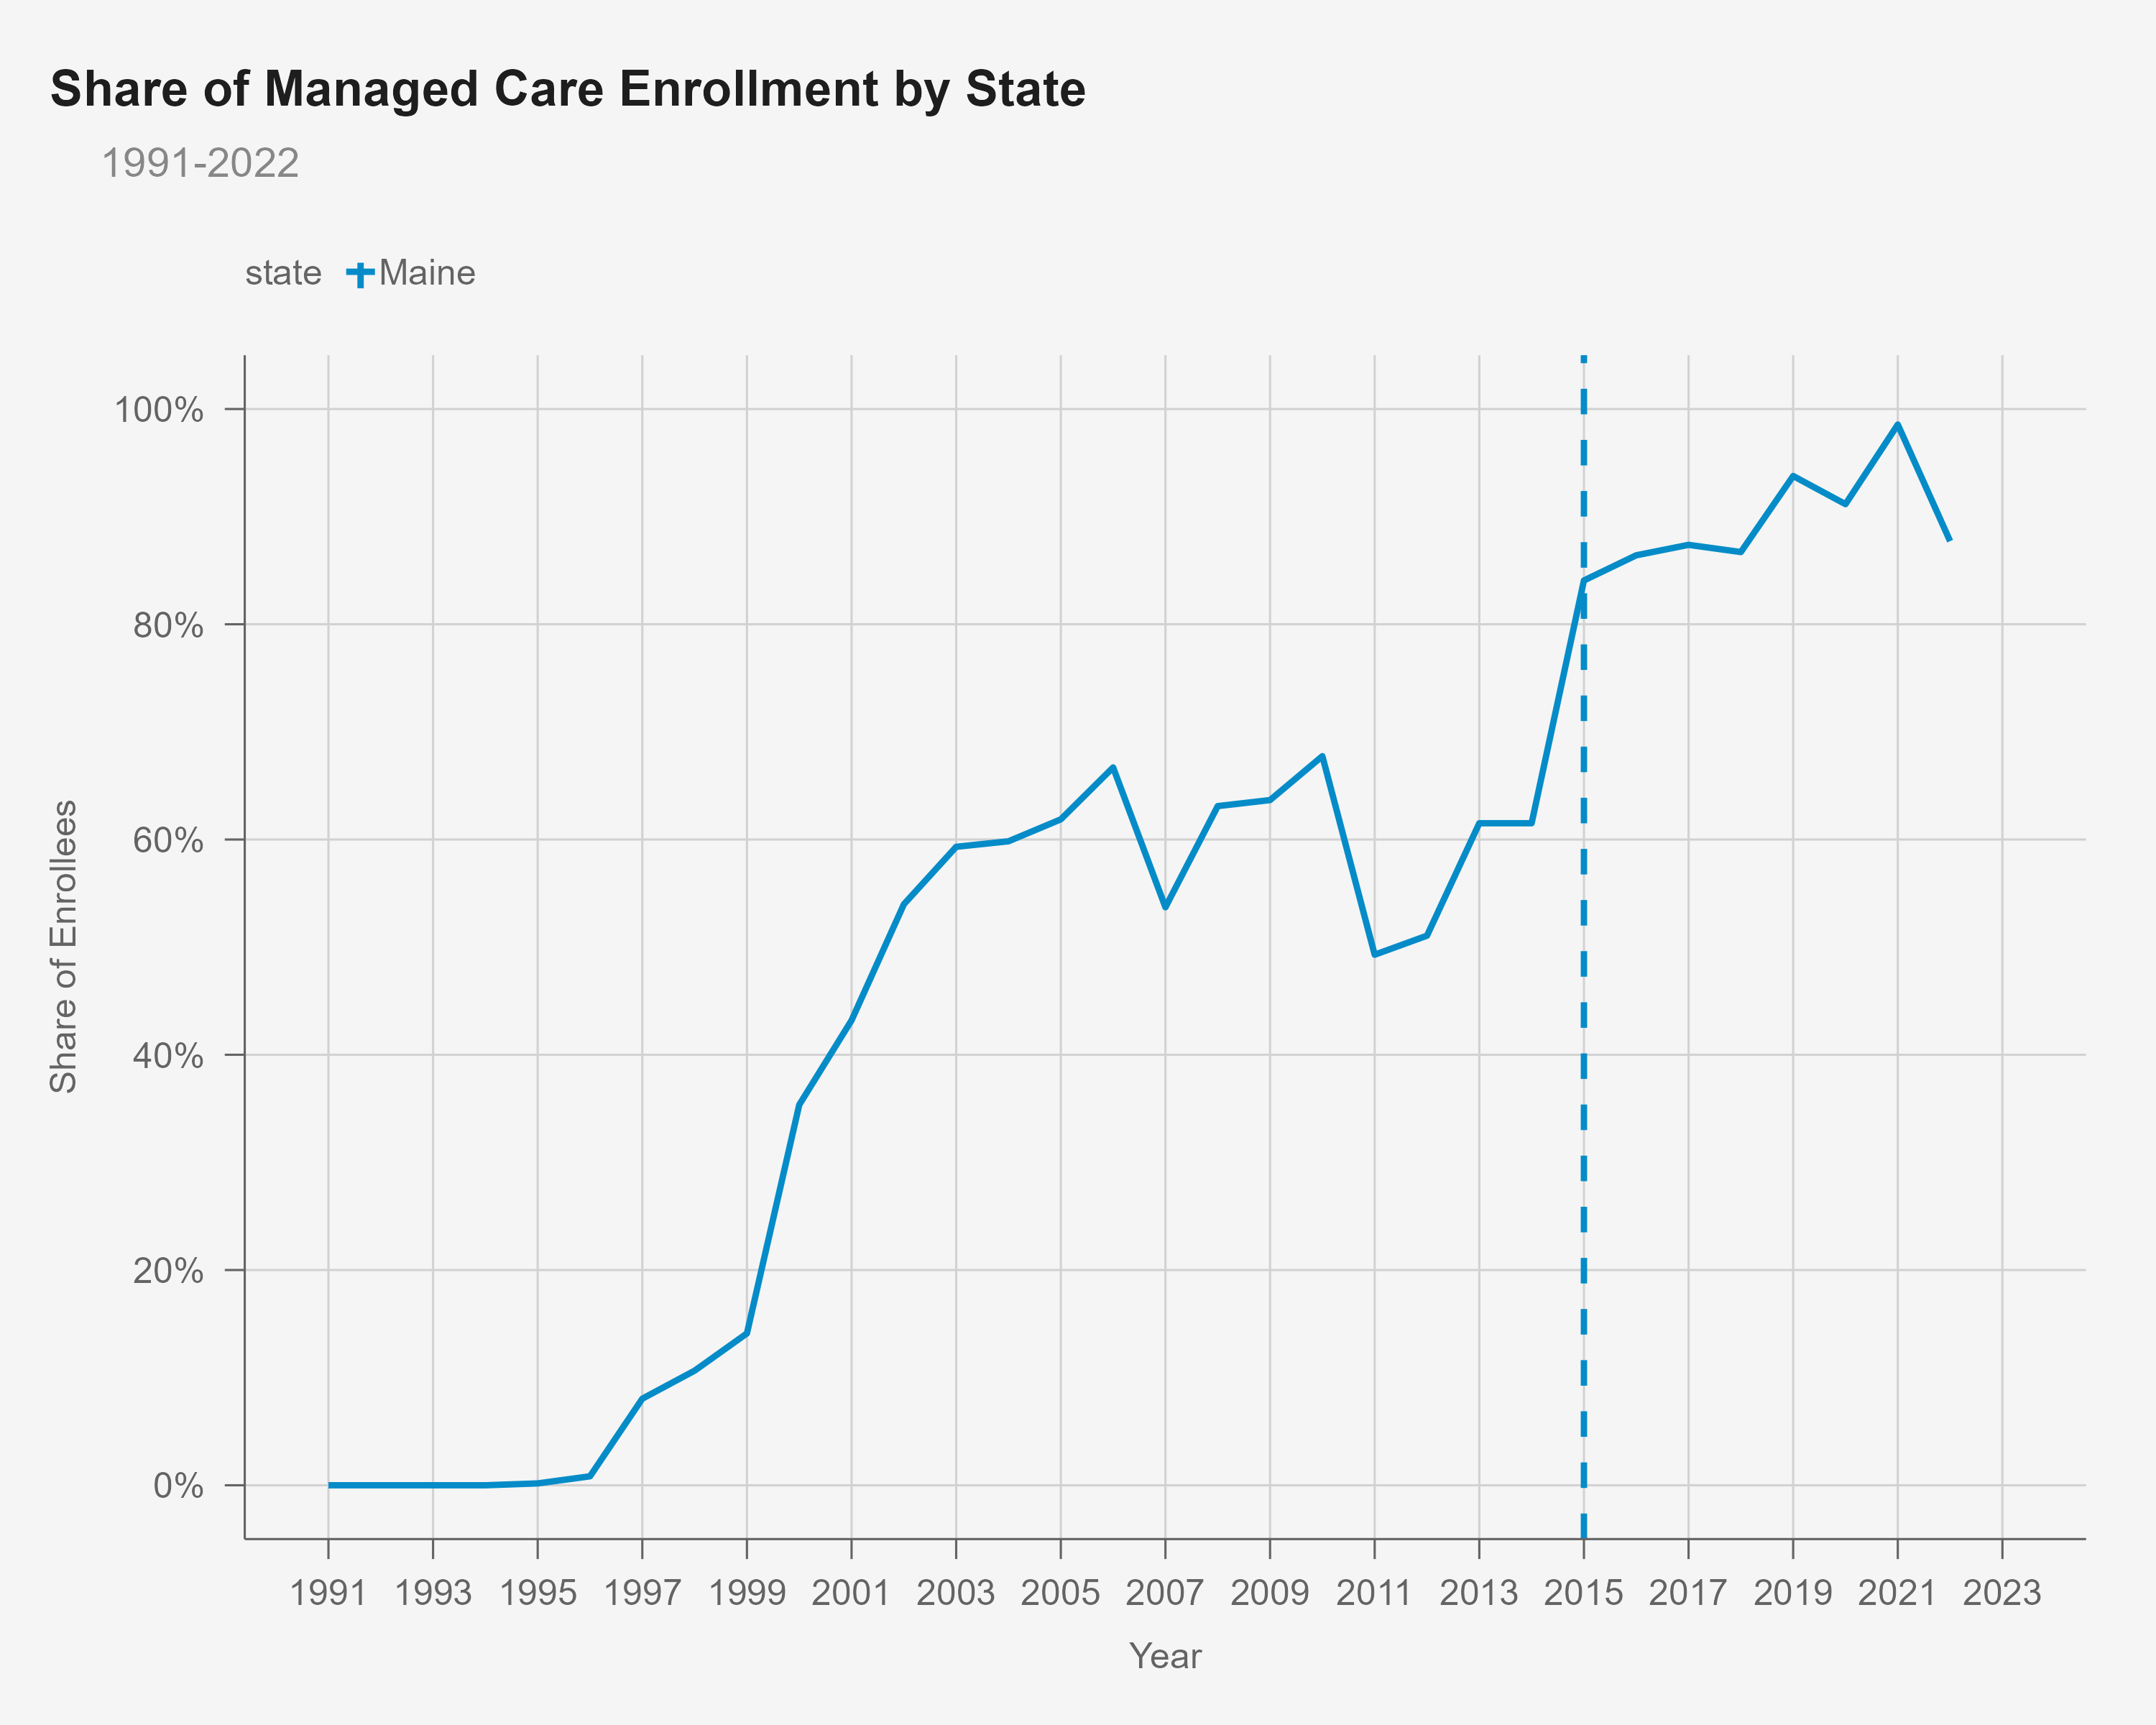 Share of Managed Care Enrollment by State
1991-2022
state Maine
100%
80%
60%
40%
20%
0%
Share of Enrollees
1991 1993 1995 1997 1999 2001 2003 2005 2007 2009 2011 2013 2015 2017 2019 2021 2023
Year